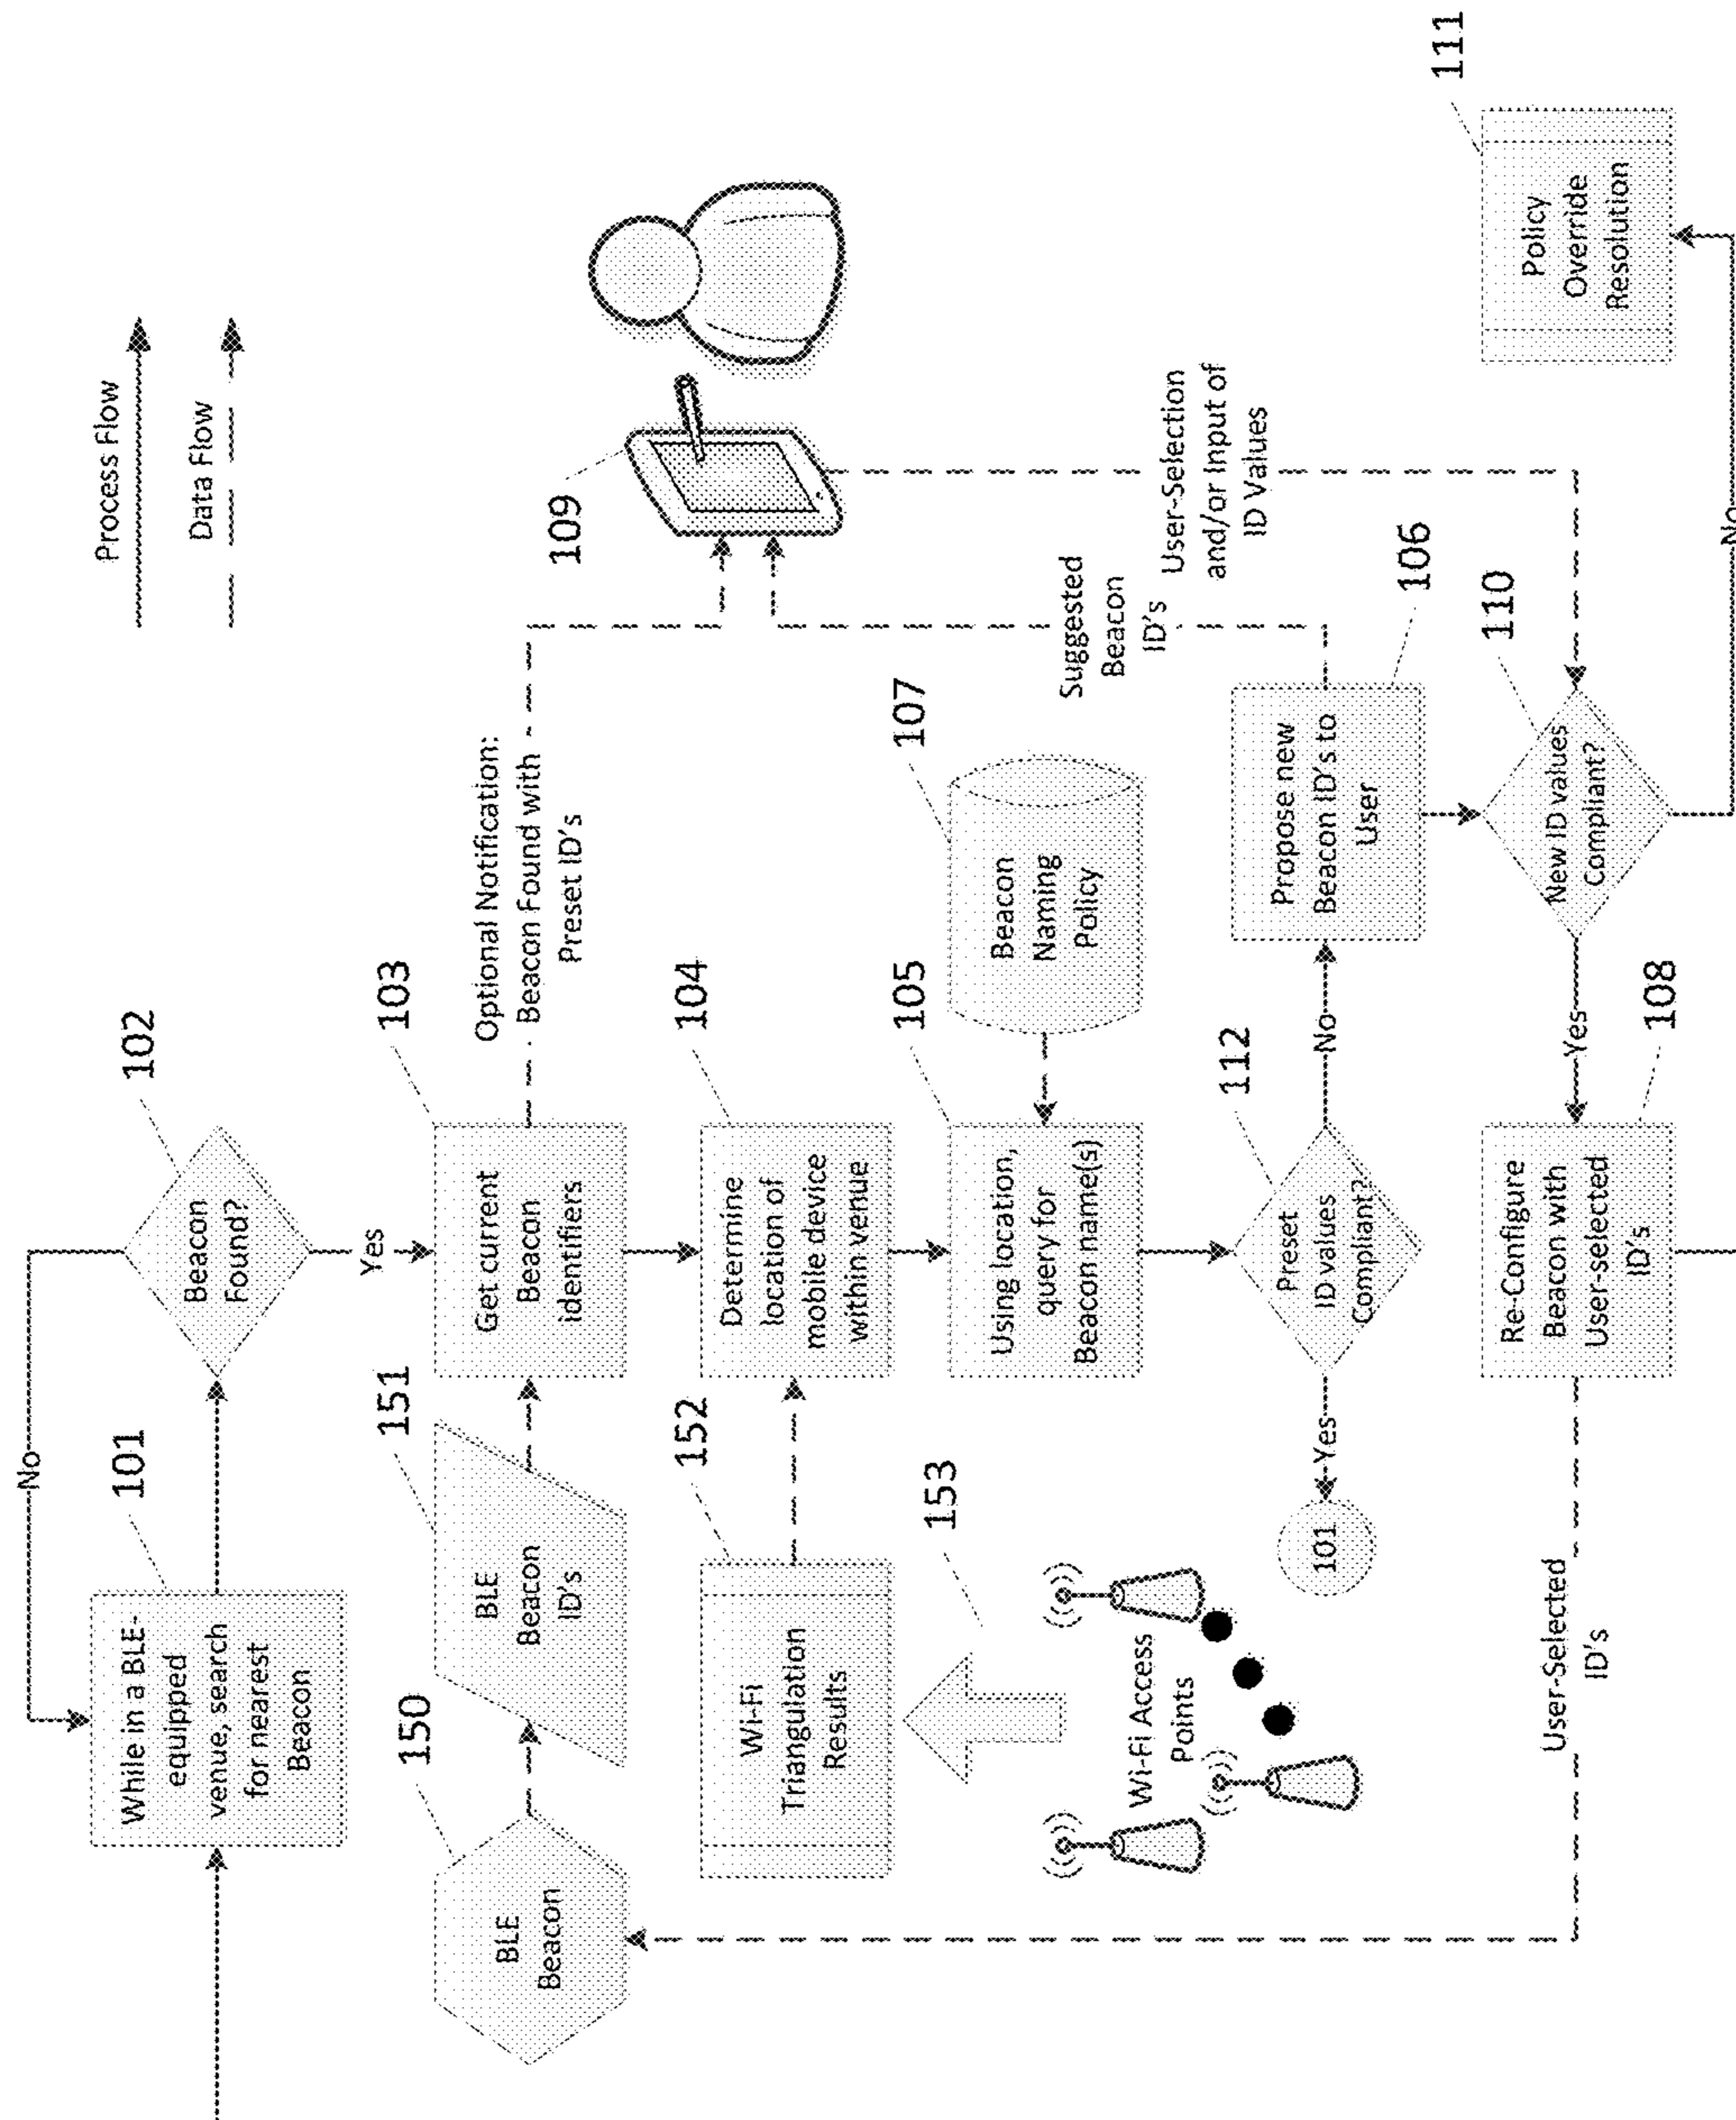 Process Flow
Data Flow
No
101
While in a BLE-
equipped
venue, search
for nearest
Beacon
102
Beacon
Found?
Yes
150
BLE
Beacon
151
BLE
Beacon
ID's
103
Get current
Beacon
identifiers
Optional Notification:
Beacon Found with
Preset ID's
109
152
Wi-Fi
Triangulation
Results
104
Determine
location of
mobile device
within venue
153
Wi-Fi Access
Points
105
Using location,
query for
Beacon name(s)
107
Beacon
Naming
Policy
Suggested
Beacon
ID's
User-Selection
and/or Input of
ID Values
101
Yes
112
Preset
ID values
Compliant?
No
106
Propose new
Beacon ID's to
User
User-Selected
ID's
108
Re-Configure
Beacon with
User-selected
ID's
Yes
110
New ID values
Compliant?
No
111
Policy
Override
Resolution